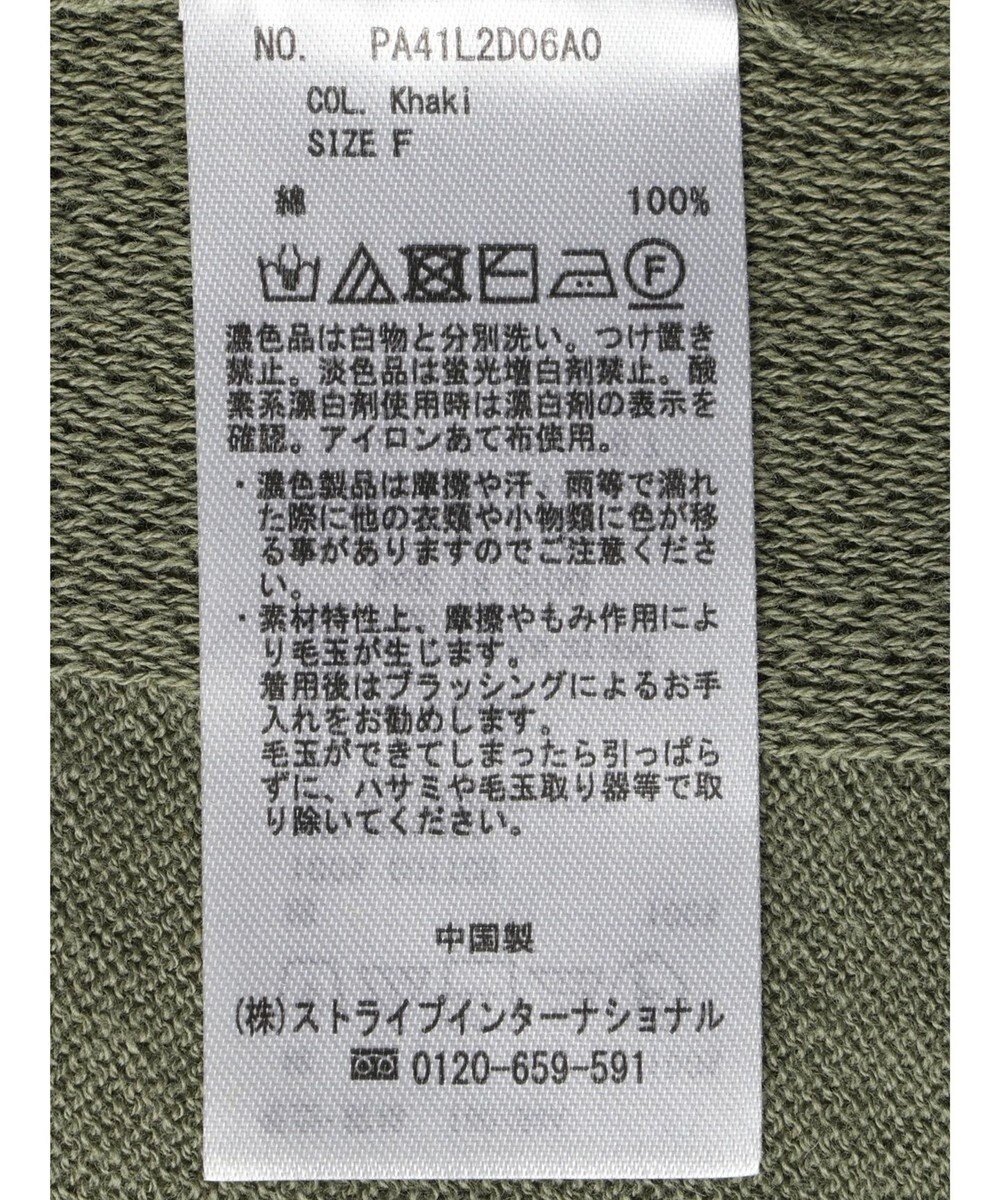 NO. PA41L2D06A0
COL. Khaki
SIZE F
綿 100%
F
濃色品は白物と分別洗い。つけ置き
禁止。淡色品は蛍光増白剤禁止。酸
素系漂白剤使用時は漂白剤の表示を
確認。アイロンあて布使用。
・濃色製品は摩擦や汗、雨等で濡れ
た際に他の衣類や小物類に色が移
る事がありますのでご注意くださ
い。
・素材特性上、摩擦やもみ作用によ
り毛玉が生じます。
着用後はブラッシングによるお手
入れをお勧めします。
毛玉ができてしまったら引っぱら
ずに、ハサミや毛玉取り器等で取
り除いてください。
中国製
(株)ストライプインターナショナル
0120-659-591